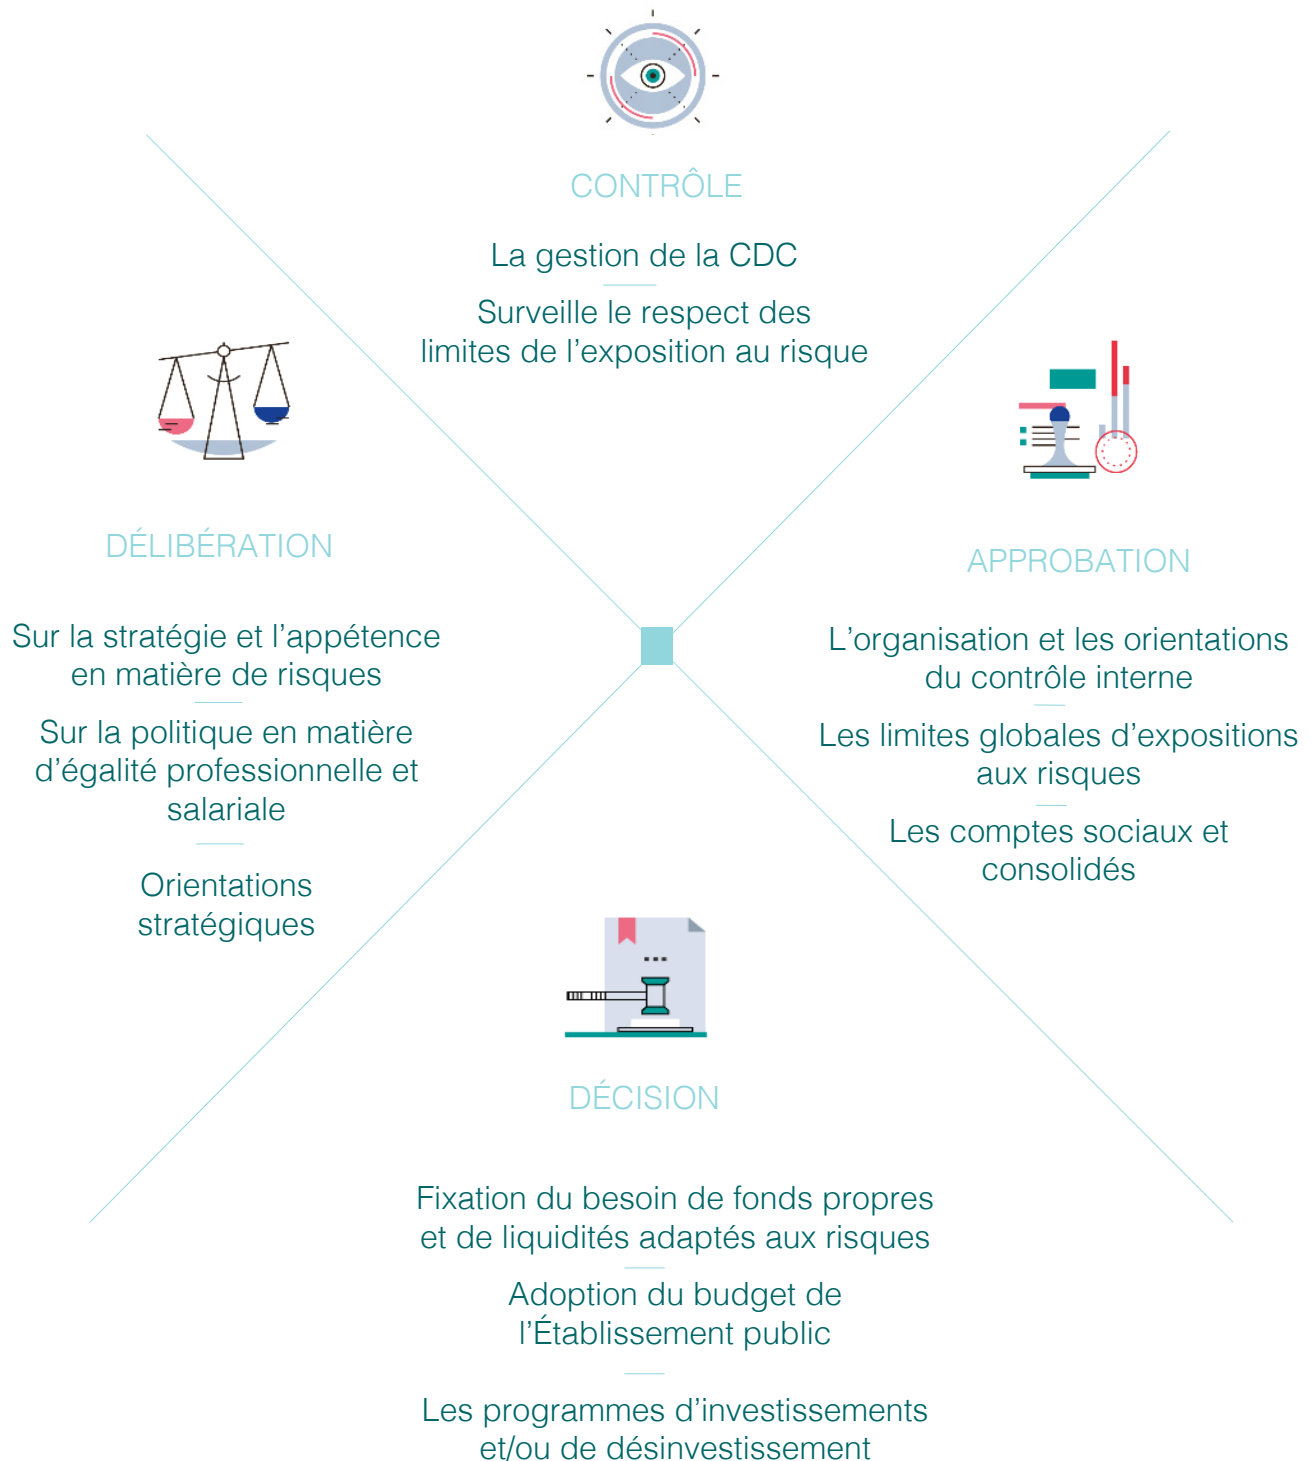 CONTRÔLE
La gestion de la CDC
Surveille le respect des
limites de l’exposition au risque
DÉLIBÉRATION
Sur la stratégie et l’appétence
en matière de risques
Sur la politique en matière
d’égalité professionnelle et
salariale
Orientations
stratégiques
APPROBATION
L’organisation et les orientations
du contrôle interne
Les limites globales d’expositions
aux risques
Les comptes sociaux et
consolidés
DÉCISION
Fixation du besoin de fonds propres
et de liquidités adaptés aux risques
Adoption du budget de
l’Établissement public
Les programmes d’investissements
et/ou de désinvestissement